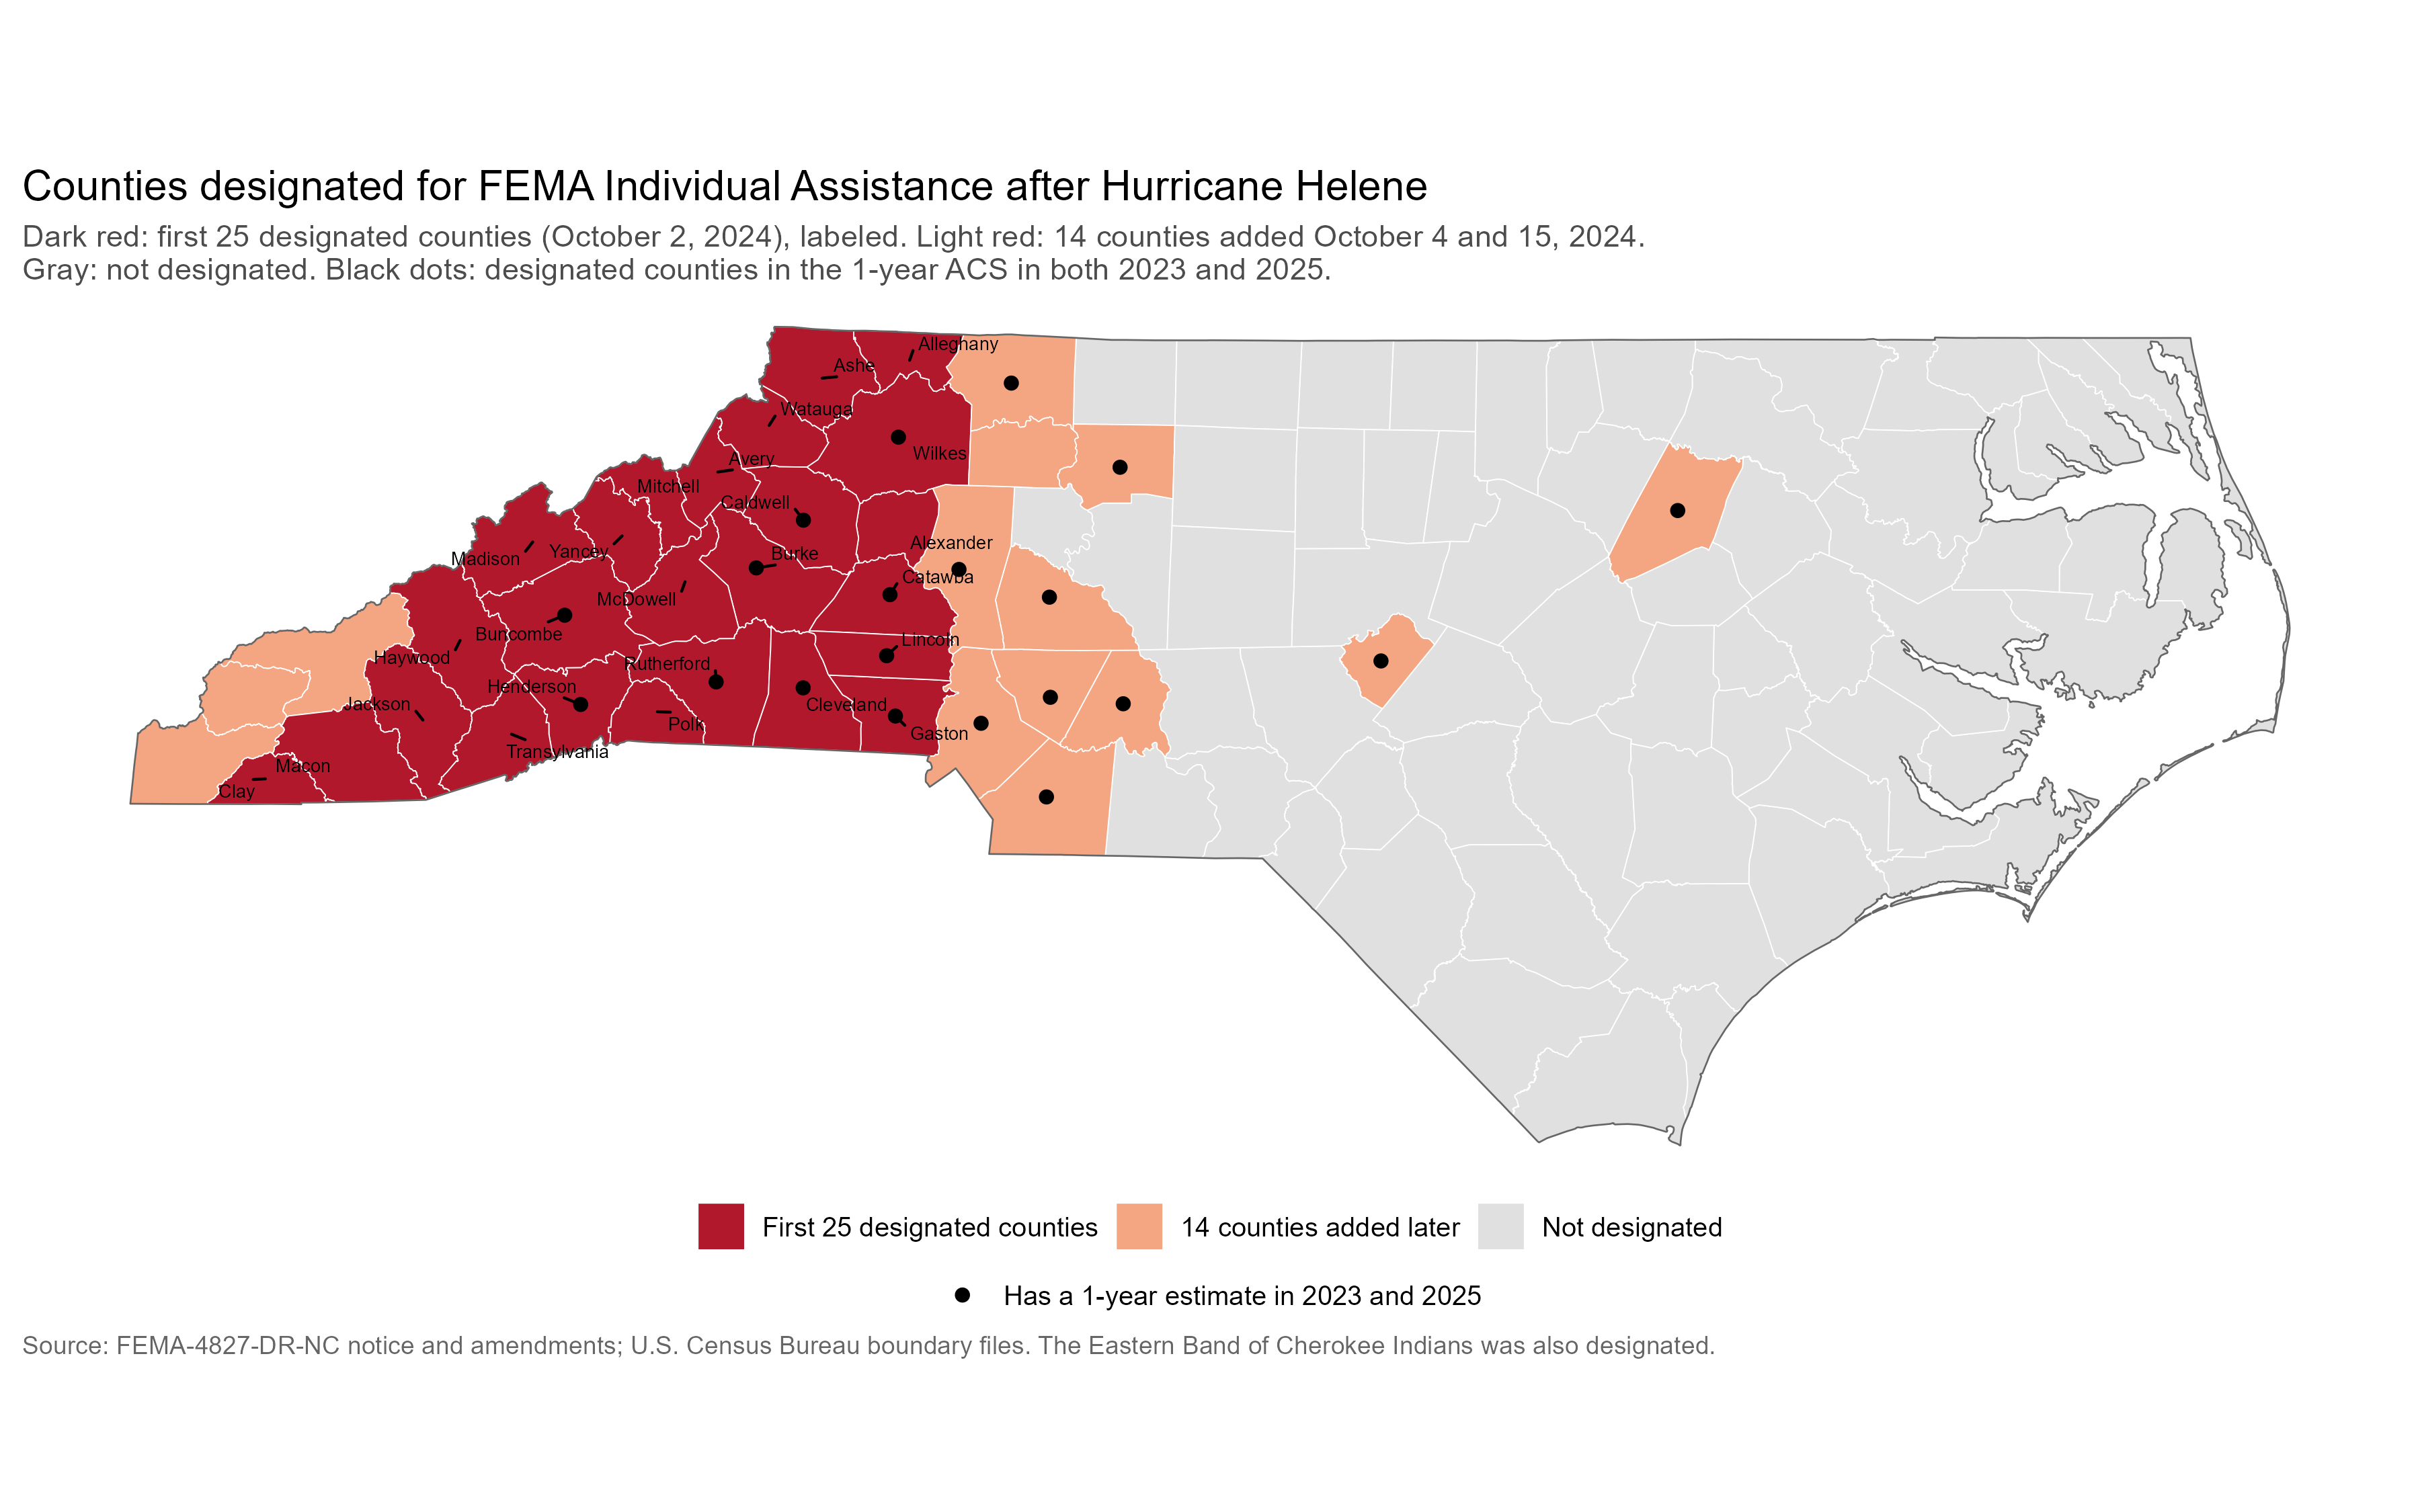 Counties designated for FEMA Individual Assistance after Hurricane Helene
Dark red: first 25 designated counties (October 2, 2024), labeled. Light red: 14 counties added October 4 and 15, 2024.
Gray: not designated. Black dots: designated counties in the 1-year ACS in both 2023 and 2025.
Alleghany
Ashe
Watauga
Wilkes
Avery
Mitchell
Caldwell
Alexander
Madison
Yancey
Burke
Catawba
McDowell
Buncombe
Lincoln
Haywood
Rutherford
Henderson
Jackson
Cleveland
Polk
Gaston
Transylvania
Macon
Clay
First 25 designated counties
14 counties added later
Not designated
Has a 1-year estimate in 2023 and 2025
Source: FEMA-4827-DR-NC notice and amendments; U.S. Census Bureau boundary files. The Eastern Band of Cherokee Indians was also designated.